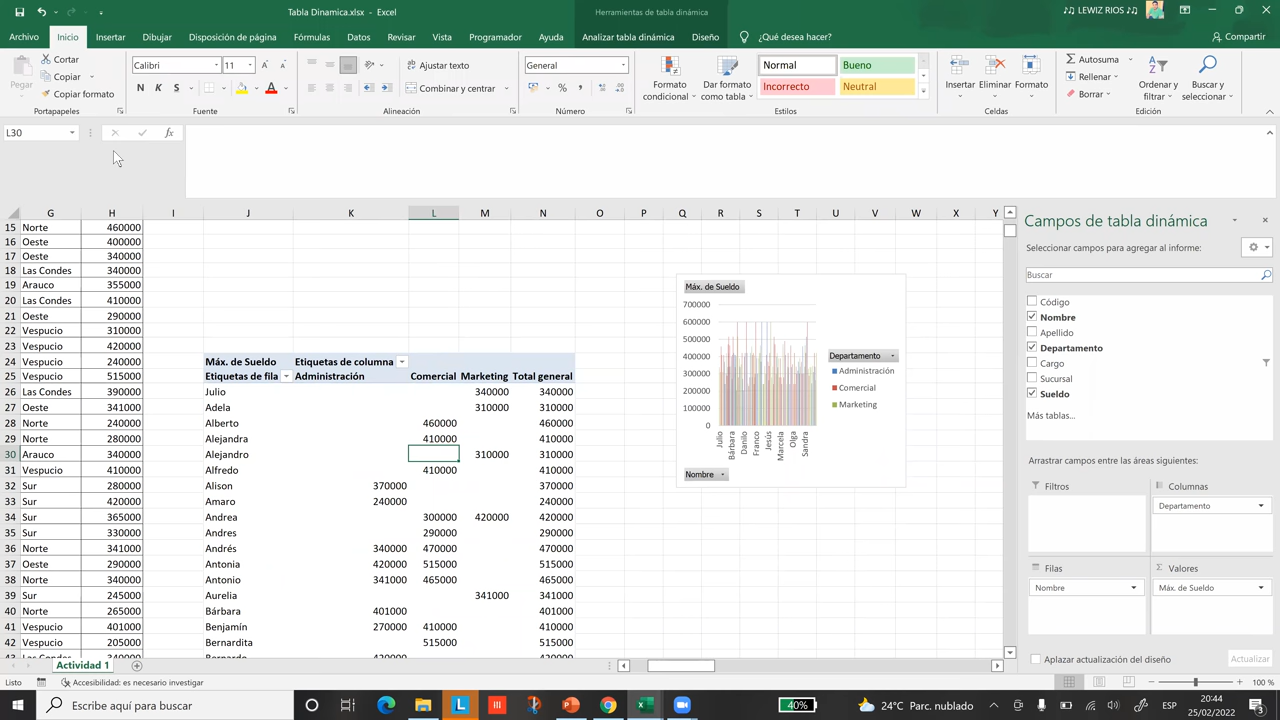 Tabla Dinamica.xlsx - Excel
Herramientas de tabla dinámica
♫♫ LEWIZ RIOS ♫♫
Archivo Inicio Insertar Dibujar Disposición de página Fórmulas Datos Revisar Vista Programador Ayuda Analizar tabla dinámica Diseño ¿Qué desea hacer? Compartir
Pegar
Cortar
Copiar
Copiar formato
Portapapeles
Calibri 11
N K S
Fuente
Ajustar texto
Combinar y centrar
Alineación
General
$ % 000
Número
Formato condicional
Dar formato como tabla
Normal Bueno
Incorrecto Neutral
Estilos
Insertar Eliminar Formato
Celdas
Autosuma
Rellenar
Borrar
Ordenar y filtrar
Buscar y seleccionar
Edición
L30 fx
G H I J K L M N O P Q R S T U V W X Y
15 Norte 460000
16 Oeste 400000
17 Oeste 340000
18 Las Condes 340000
19 Arauco 355000
20 Las Condes 410000
21 Oeste 290000
22 Vespucio 310000
23 Vespucio 420000
24 Vespucio 240000 Máx. de Sueldo Etiquetas de columna
25 Vespucio 515000 Etiquetas de fila Administración Comercial Marketing Total general
26 Las Condes 390000 Julio 340000 340000
27 Oeste 341000 Adela 310000 310000
28 Norte 240000 Alberto 460000 460000
29 Norte 280000 Alejandra 410000 410000
30 Arauco 340000 Alejandro 310000 310000
31 Vespucio 410000 Alfredo 410000 410000
32 Sur 280000 Alison 370000 370000
33 Sur 420000 Amaro 240000 240000
34 Sur 365000 Andrea 300000 420000 420000
35 Sur 330000 Andres 290000 290000
36 Norte 341000 Andrés 340000 470000 470000
37 Oeste 290000 Antonia 420000 515000 515000
38 Norte 340000 Antonio 341000 465000 465000
39 Sur 245000 Aurelia 341000 341000
40 Norte 265000 Bárbara 401000 401000
41 Vespucio 401000 Benjamín 270000 410000 410000
42 Vespucio 205000 Bernardita 515000 515000
43 Las Condes 340000 Bernardo 420000 420000
Máx. de Sueldo
700000
600000
500000
400000
300000
200000
100000
0
Julio
Bárbara
Danilo
Franco
Jesús
Marcela
Olga
Sandra
Departamento
Administración
Comercial
Marketing
Nombre
Campos de tabla dinámica
Seleccionar campos para agregar al informe:
Buscar
Código
Nombre
Apellido
Departamento
Cargo
Sucursal
Sueldo
Más tablas...
Arrastrar campos entre las áreas siguientes:
Filtros Columnas
Departamento
Filas Σ Valores
Nombre Máx. de Sueldo
Aplazar actualización del diseño Actualizar
Actividad 1
Listo Accesibilidad: es necesario investigar 100 %
Escribe aquí para buscar
40%
24°C Parc. nublado
ESP
20:44
25/02/2022
3